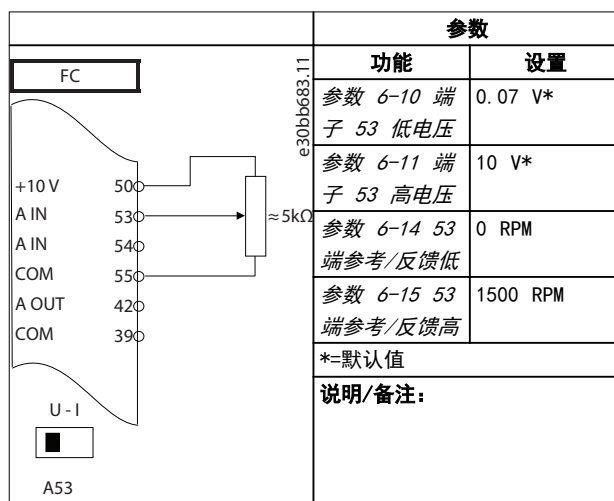 FC
e30bb683.11
+10 V 50
A IN 53
A IN 54
COM 55
A OUT 42
COM 39
≈5kΩ
U - I
A53
参数
功能 设置
参数 6-10 端 0.07 V*
子 53 低电压
参数 6-11 端 10 V*
子 53 高电压
参数 6-14 53 0 RPM
端参考/反馈低
参数 6-15 53 1500 RPM
端参考/反馈高
*=默认值
说明/备注：